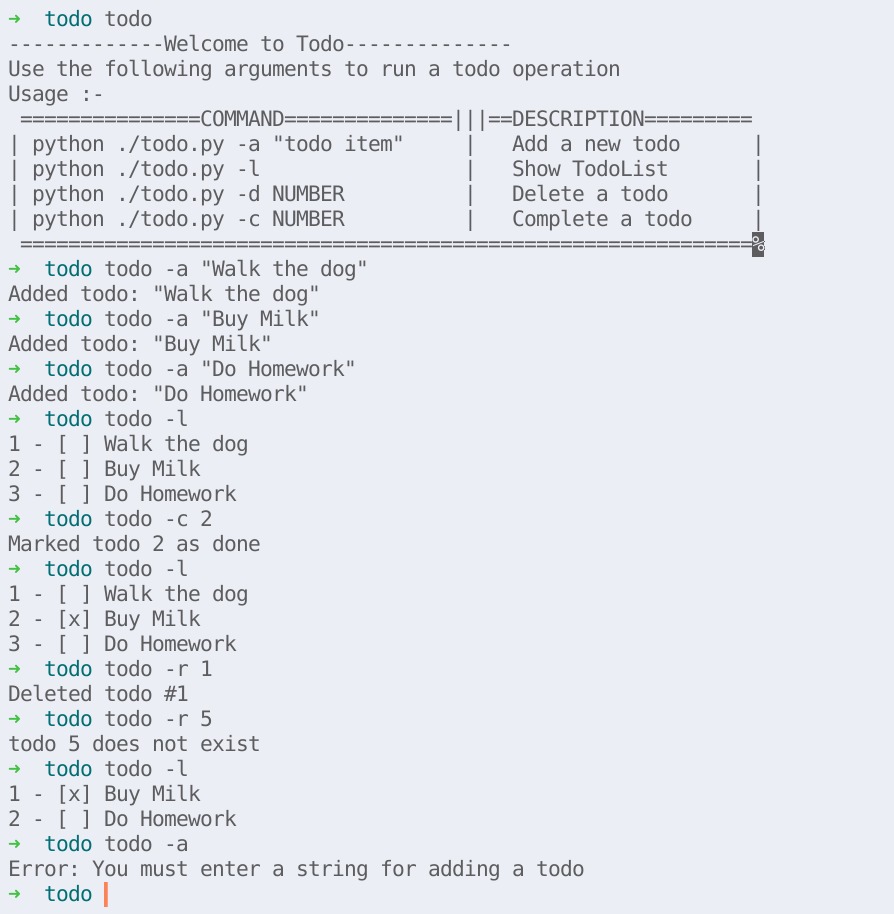 ➜  todo todo
-------------Welcome to Todo--------------
Use the following arguments to run a todo operation
Usage :-
 ===============COMMAND==============|||==DESCRIPTION=========
| python ./todo.py -a "todo item"     |   Add a new todo      |
| python ./todo.py -l                 |   Show TodoList       |
| python ./todo.py -d NUMBER          |   Delete a todo       |
| python ./todo.py -c NUMBER          |   Complete a todo     |
 =============================================================%
➜  todo todo -a "Walk the dog"
Added todo: "Walk the dog"
➜  todo todo -a "Buy Milk"
Added todo: "Buy Milk"
➜  todo todo -a "Do Homework"
Added todo: "Do Homework"
➜  todo todo -l
1 - [ ] Walk the dog
2 - [ ] Buy Milk
3 - [ ] Do Homework
➜  todo todo -c 2
Marked todo 2 as done
➜  todo todo -l
1 - [ ] Walk the dog
2 - [x] Buy Milk
3 - [ ] Do Homework
➜  todo todo -r 1
Deleted todo #1
➜  todo todo -r 5
todo 5 does not exist
➜  todo todo -l
1 - [x] Buy Milk
2 - [ ] Do Homework
➜  todo todo -a
Error: You must enter a string for adding a todo
➜  todo